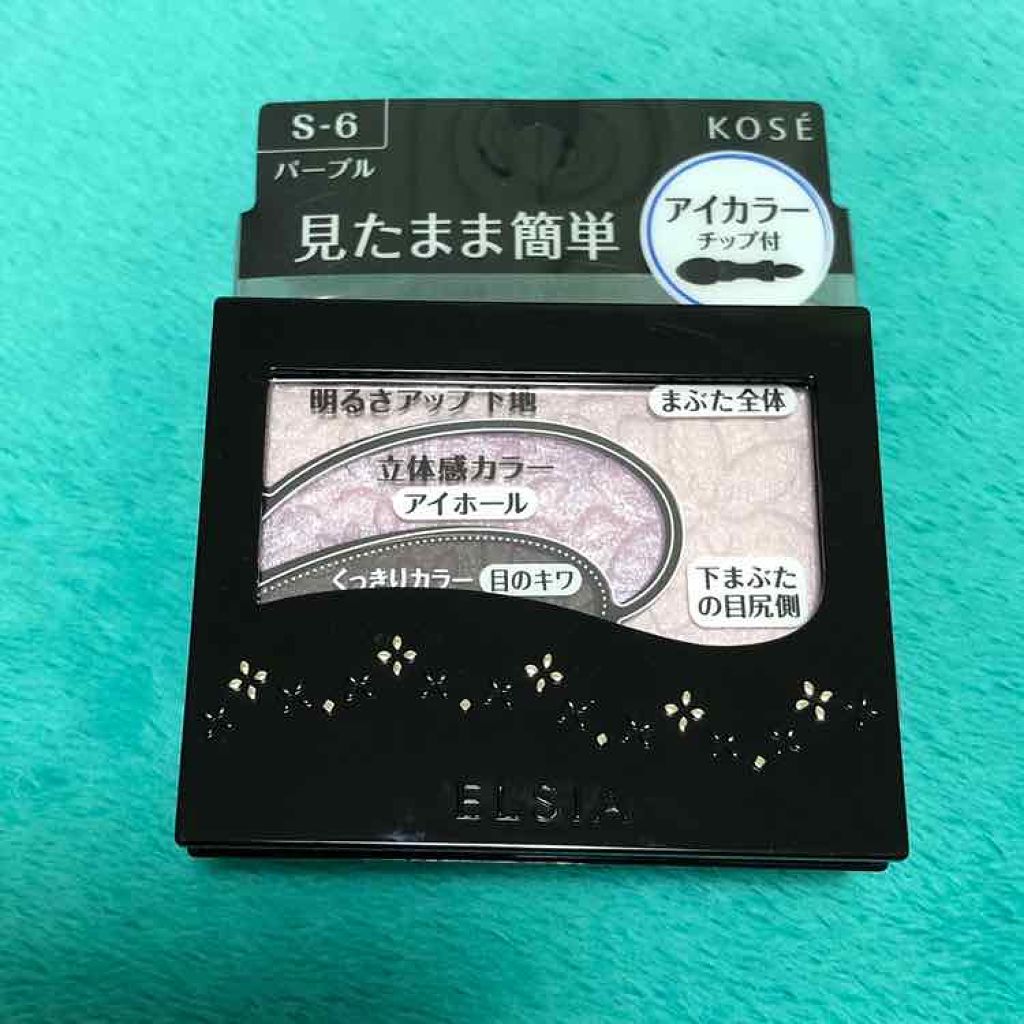 S-6
KOSÉ
パープル
見たまま簡単
アイカラー
チップ付
明るさアップ下地
まぶた全体
立体感カラー
アイホール
くっきりカラー 目のキワ
下まぶた
の目尻側
ELSIA